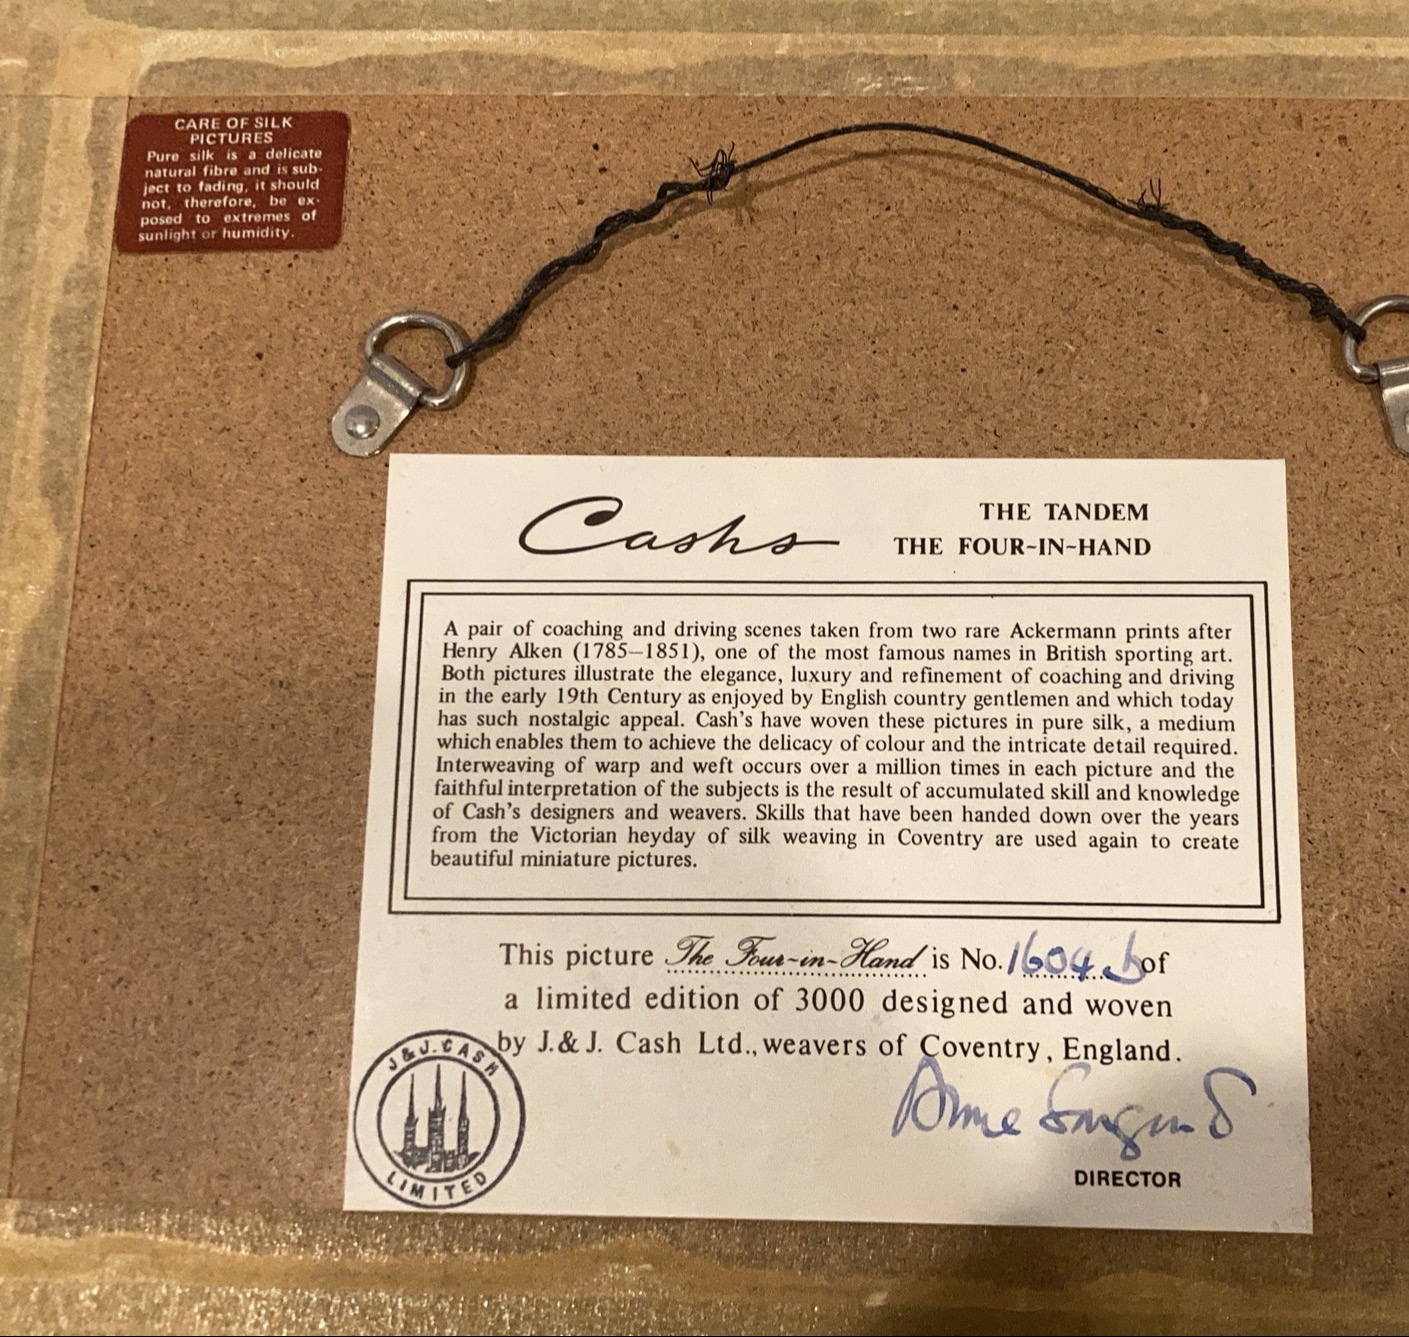 CARE OF SILK
PICTURES
Pure silk is a delicate
natural fibre and is sub-
ject to fading, it should
not, therefore, be ex-
posed to extremes of
sunlight or humidity.
Cashs
THE TANDEM
THE FOUR-IN-HAND
A pair of coaching and driving scenes taken from two rare Ackermann prints after
Henry Alken (1785–1851), one of the most famous names in British sporting art.
Both pictures illustrate the elegance, luxury and refinement of coaching and driving
in the early 19th Century as enjoyed by English country gentlemen and which today
has such nostalgic appeal. Cash's have woven these pictures in pure silk, a medium
which enables them to achieve the delicacy of colour and the intricate detail required.
Interweaving of warp and weft occurs over a million times in each picture and the
faithful interpretation of the subjects is the result of accumulated skill and knowledge
of Cash's designers and weavers. Skills that have been handed down over the years
from the Victorian heyday of silk weaving in Coventry are used again to create
beautiful miniature pictures.
This picture The Four-in-Hand is No. 1604 of
a limited edition of 3000 designed and woven
by J. & J. Cash Ltd., weavers of Coventry, England.
J. & J. CASH
LIMITED
DIRECTOR